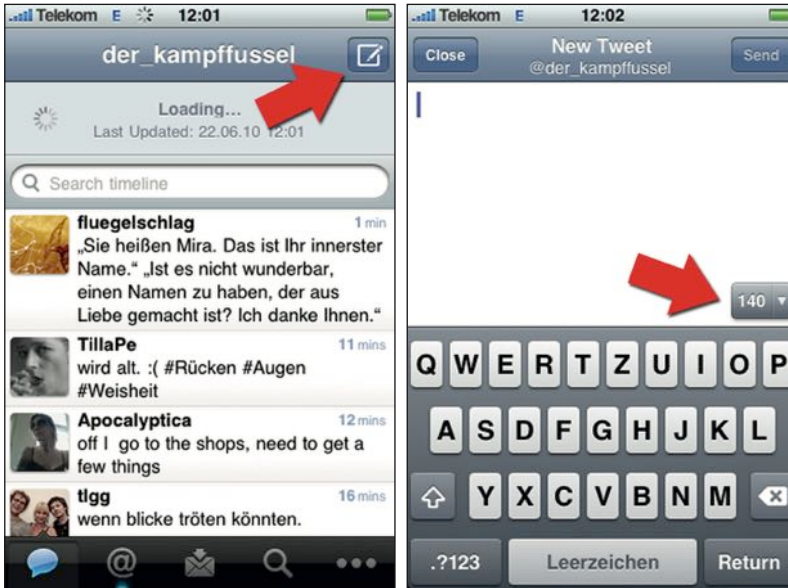 Telekom E 12:01
der_kampffussel
Loading...
Last Updated: 22.06.10 12:01
Search timeline
fluegelschlag 1 min
„Sie heißen Mira. Das ist Ihr innerster
Name.“ „Ist es nicht wunderbar,
einen Namen zu haben, der aus
Liebe gemacht ist? Ich danke Ihnen.“
TillaPe 11 mins
wird alt. :( #Rücken #Augen
#Weisheit
Apocalyptica 12 mins
off I go to the shops, need to get a
few things
tlgg 16 mins
wenn blicke tröten könnten.
@
Telekom E 12:02
Close New Tweet Send
@der_kampffussel
140
Q W E R T Z U I O P
A S D F G H J K L
Y X C V B N M
.?123 Leerzeichen Return